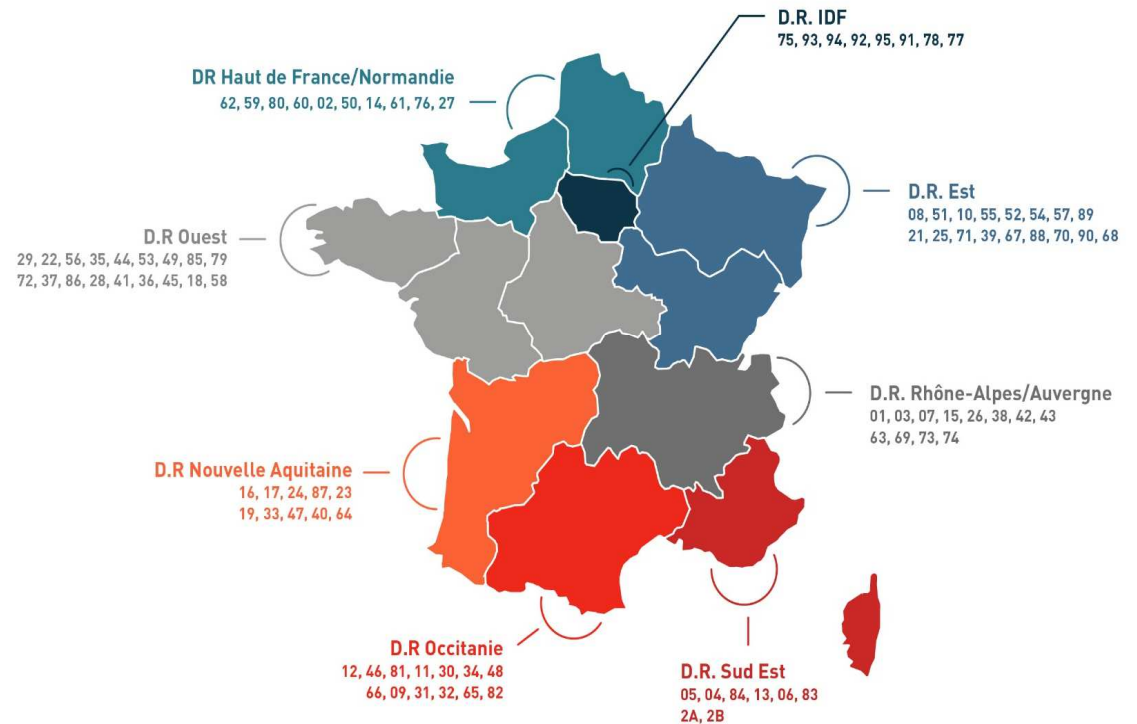 D.R. IDF
75, 93, 94, 92, 95, 91, 78, 77
DR Haut de France/Normandie
62, 59, 80, 60, 02, 50, 14, 61, 76, 27
D.R. Est
08, 51, 10, 55, 52, 54, 57, 89
21, 25, 71, 39, 67, 88, 70, 90, 68
D.R Ouest
29, 22, 56, 35, 44, 53, 49, 85, 79
72, 37, 86, 28, 41, 36, 45, 18, 58
D.R. Rhône-Alpes/Auvergne
01, 03, 07, 15, 26, 38, 42, 43
63, 69, 73, 74
D.R Nouvelle Aquitaine
16, 17, 24, 87, 23
19, 33, 47, 40, 64
D.R Occitanie
12, 46, 81, 11, 30, 34, 48
66, 09, 31, 32, 65, 82
D.R. Sud Est
05, 04, 84, 13, 06, 83
2A, 2B